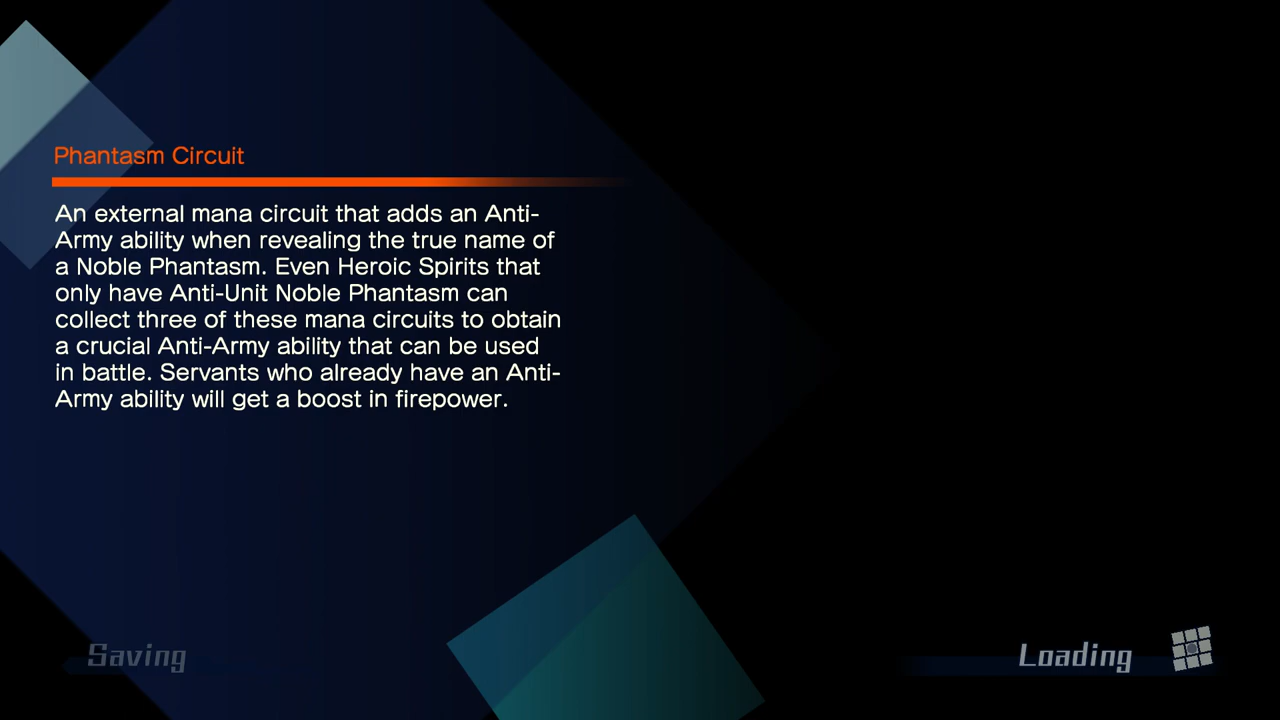 Phantasm Circuit
An external mana circuit that adds an Anti-
Army ability when revealing the true name of
a Noble Phantasm. Even Heroic Spirits that
only have Anti-Unit Noble Phantasm can
collect three of these mana circuits to obtain
a crucial Anti-Army ability that can be used
in battle. Servants who already have an Anti-
Army ability will get a boost in firepower.
Saving
Loading